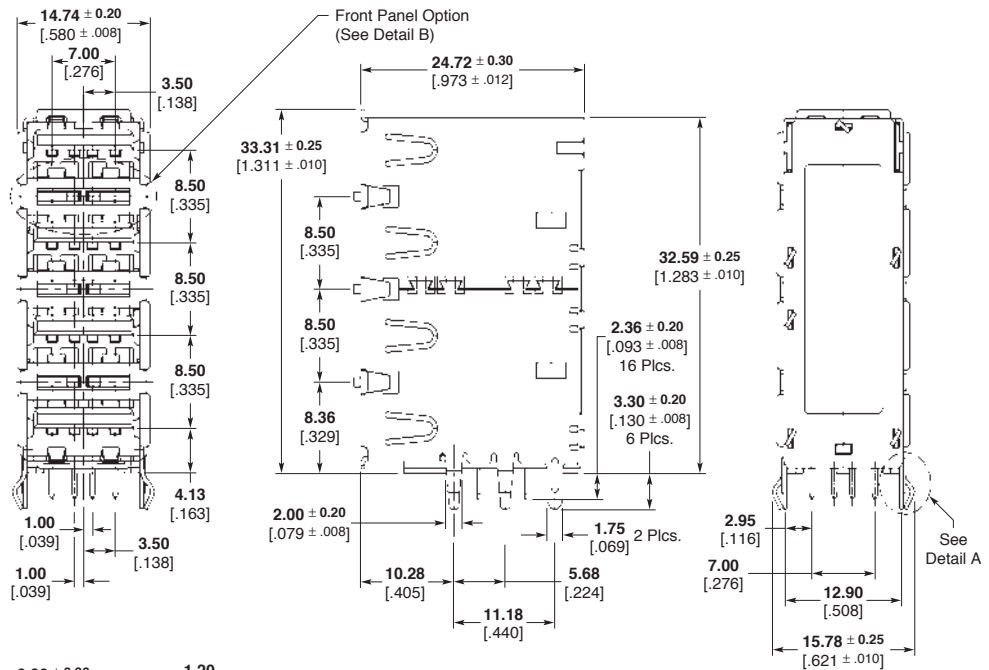 14.74 ± 0.20
[.580 ± .008]
7.00
[.276]
3.50
[.138]
Front Panel Option
(See Detail B)
8.50
[.335]
8.50
[.335]
8.50
[.335]
4.13
[.163]
1.00
[.039]
3.50
[.138]
1.00
[.039]
24.72 ± 0.30
[.973 ± .012]
33.31 ± 0.25
[1.311 ± .010]
8.50
[.335]
8.50
[.335]
8.36
[.329]
32.59 ± 0.25
[1.283 ± .010]
2.36 ± 0.20
[.093 ± .008]
16 Plcs.
3.30 ± 0.20
[.130 ± .008]
6 Plcs.
2.00 ± 0.20
[.079 ± .008]
1.75
[.069]
2 Plcs.
10.28
[.405]
5.68
[.224]
11.18
[.440]
2.95
[.116]
7.00
[.276]
12.90
[.508]
15.78 ± 0.25
[.621 ± .010]
See
Detail A
1.20